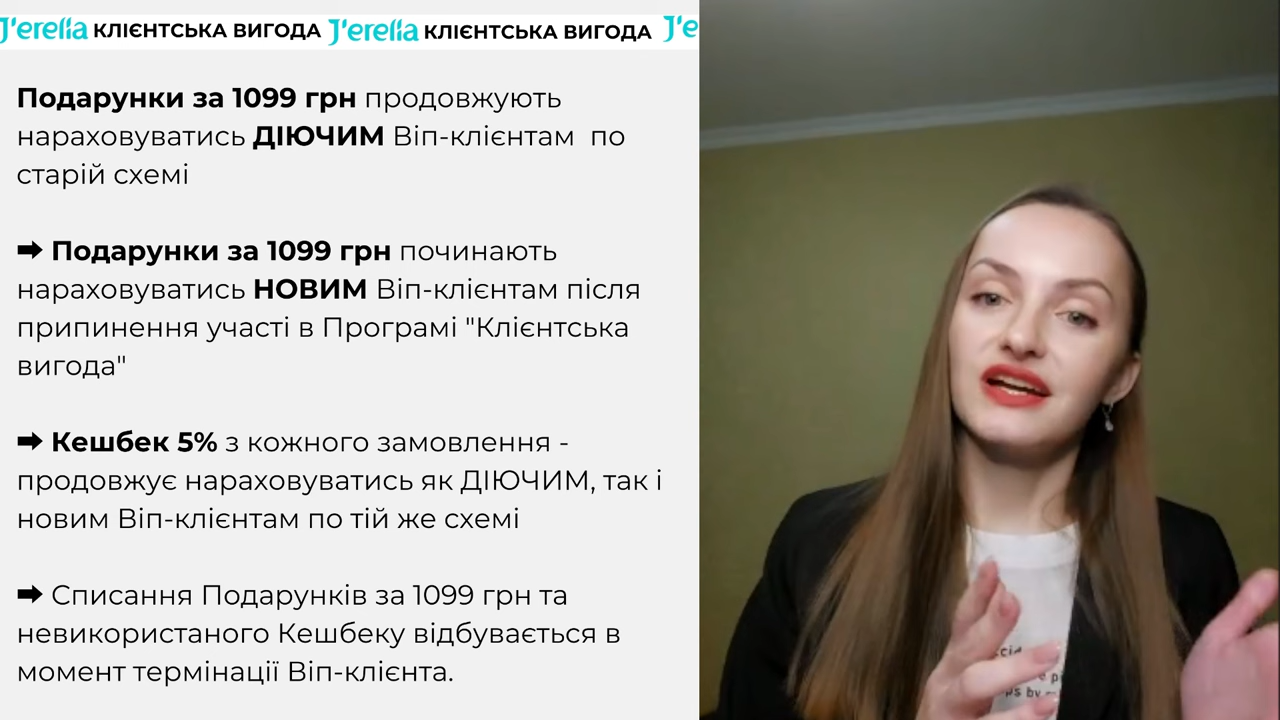 J'erelia КЛІЄНТСЬКА ВИГОДА J'erelia КЛІЄНТСЬКА ВИГОДА J'e
Подарунки за 1099 грн продовжують
нараховуватись ДІЮЧИМ Віп-клієнтам по
старій схемі
➡ Подарунки за 1099 грн починають
нараховуватись НОВИМ Віп-клієнтам після
припинення участі в Програмі "Клієнтська
вигода"
➡ Кешбек 5% з кожного замовлення -
продовжує нараховуватись як ДІЮЧИМ, так і
новим Віп-клієнтам по тій же схемі
➡ Списання Подарунків за 1099 грн та
невикористаного Кешбеку відбувається в
момент термінації Віп-клієнта.